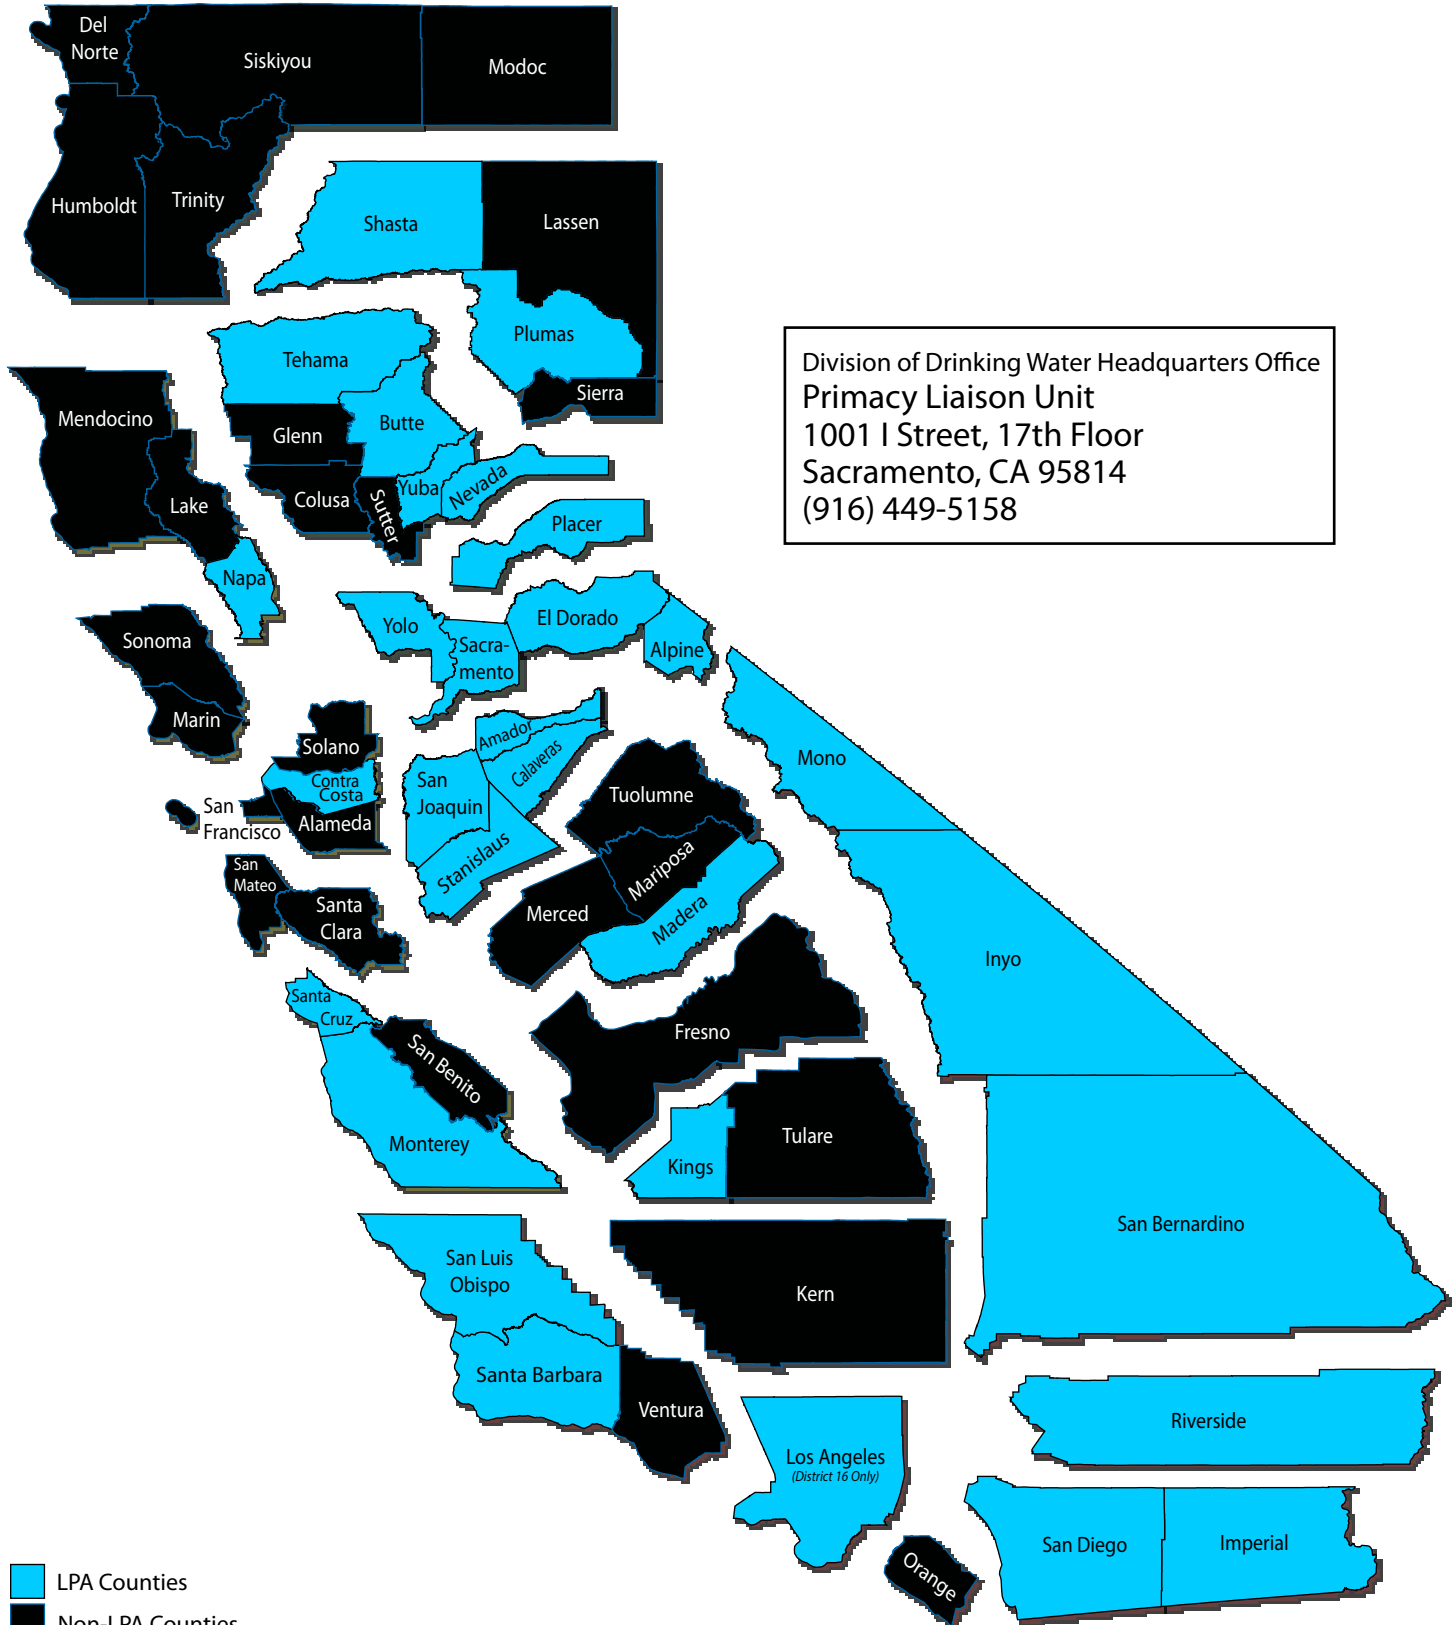 Del
Norte
Siskiyou
Modoc
Humboldt
Trinity
Shasta
Lassen
Plumas
Tehama
Sierra
Mendocino
Glenn
Butte
Lake
Colusa
Sutter
Yuba
Nevada
Placer
Napa
Division of Drinking Water Headquarters Office
Primacy Liaison Unit
1001 I Street, 17th Floor
Sacramento, CA 95814
(916) 449-5158
Sonoma
Yolo
Sacra-
mento
El Dorado
Alpine
Marin
Solano
Contra
Costa
Amador
Calaveras
San
Joaquin
Mono
San
Francisco
Alameda
Stanislaus
Tuolumne
Mariposa
San
Mateo
Santa
Clara
Merced
Madera
Inyo
Santa
Cruz
San Benito
Fresno
Monterey
Kings
Tulare
San Luis
Obispo
Kern
San Bernardino
Santa Barbara
Ventura
Los Angeles
(District 16 Only)
Riverside
Orange
San Diego
Imperial
LPA Counties
Non-LPA Counties